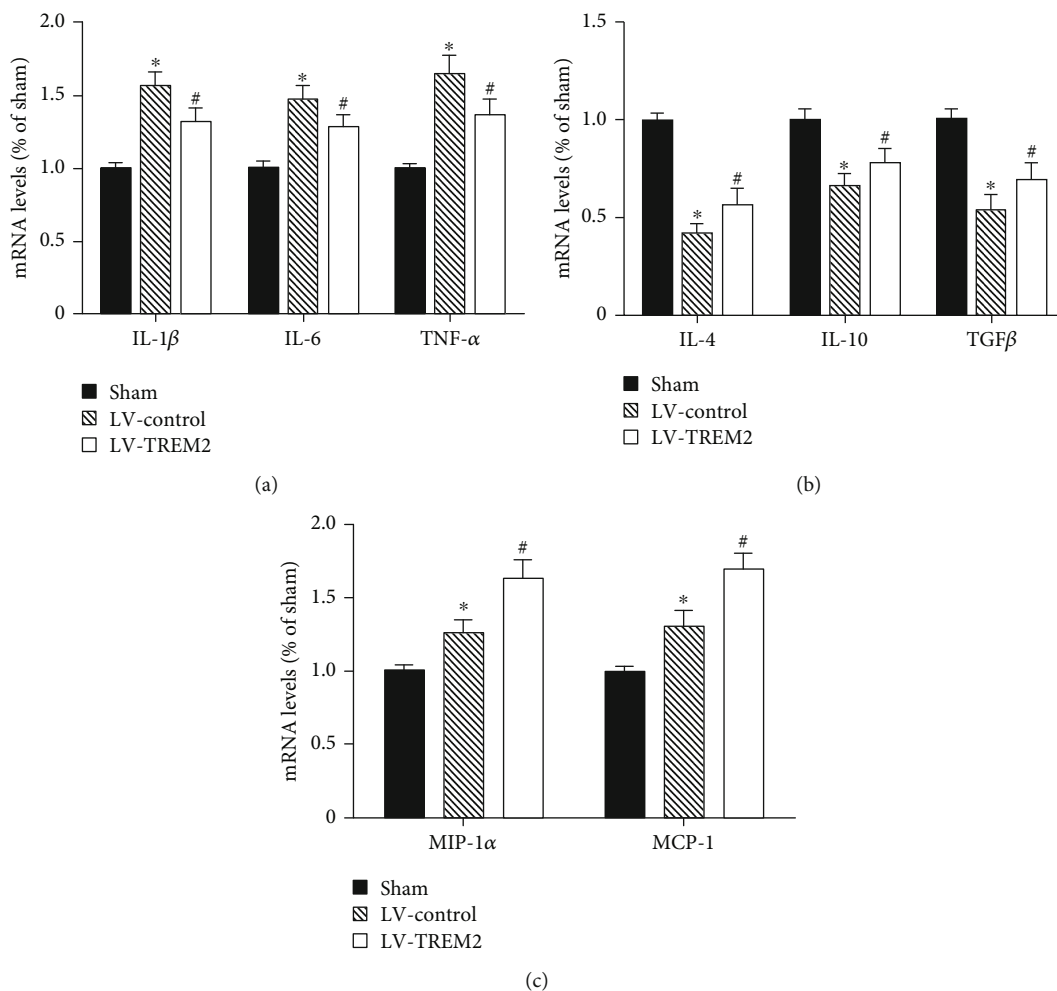 mRNA levels (% of sham)
2.0
1.5
1.0
0.5
0
*
#
*
#
*
#
IL-1β
IL-6
TNF-α
Sham
LV-control
LV-TREM2
(a)
mRNA levels (% of sham)
1.5
1.0
0.5
0
*
#
*
#
*
#
IL-4
IL-10
TGFβ
Sham
LV-control
LV-TREM2
(b)
mRNA levels (% of sham)
2.0
1.5
1.0
0.5
0
*
#
*
#
MIP-1α
MCP-1
Sham
LV-control
LV-TREM2
(c)